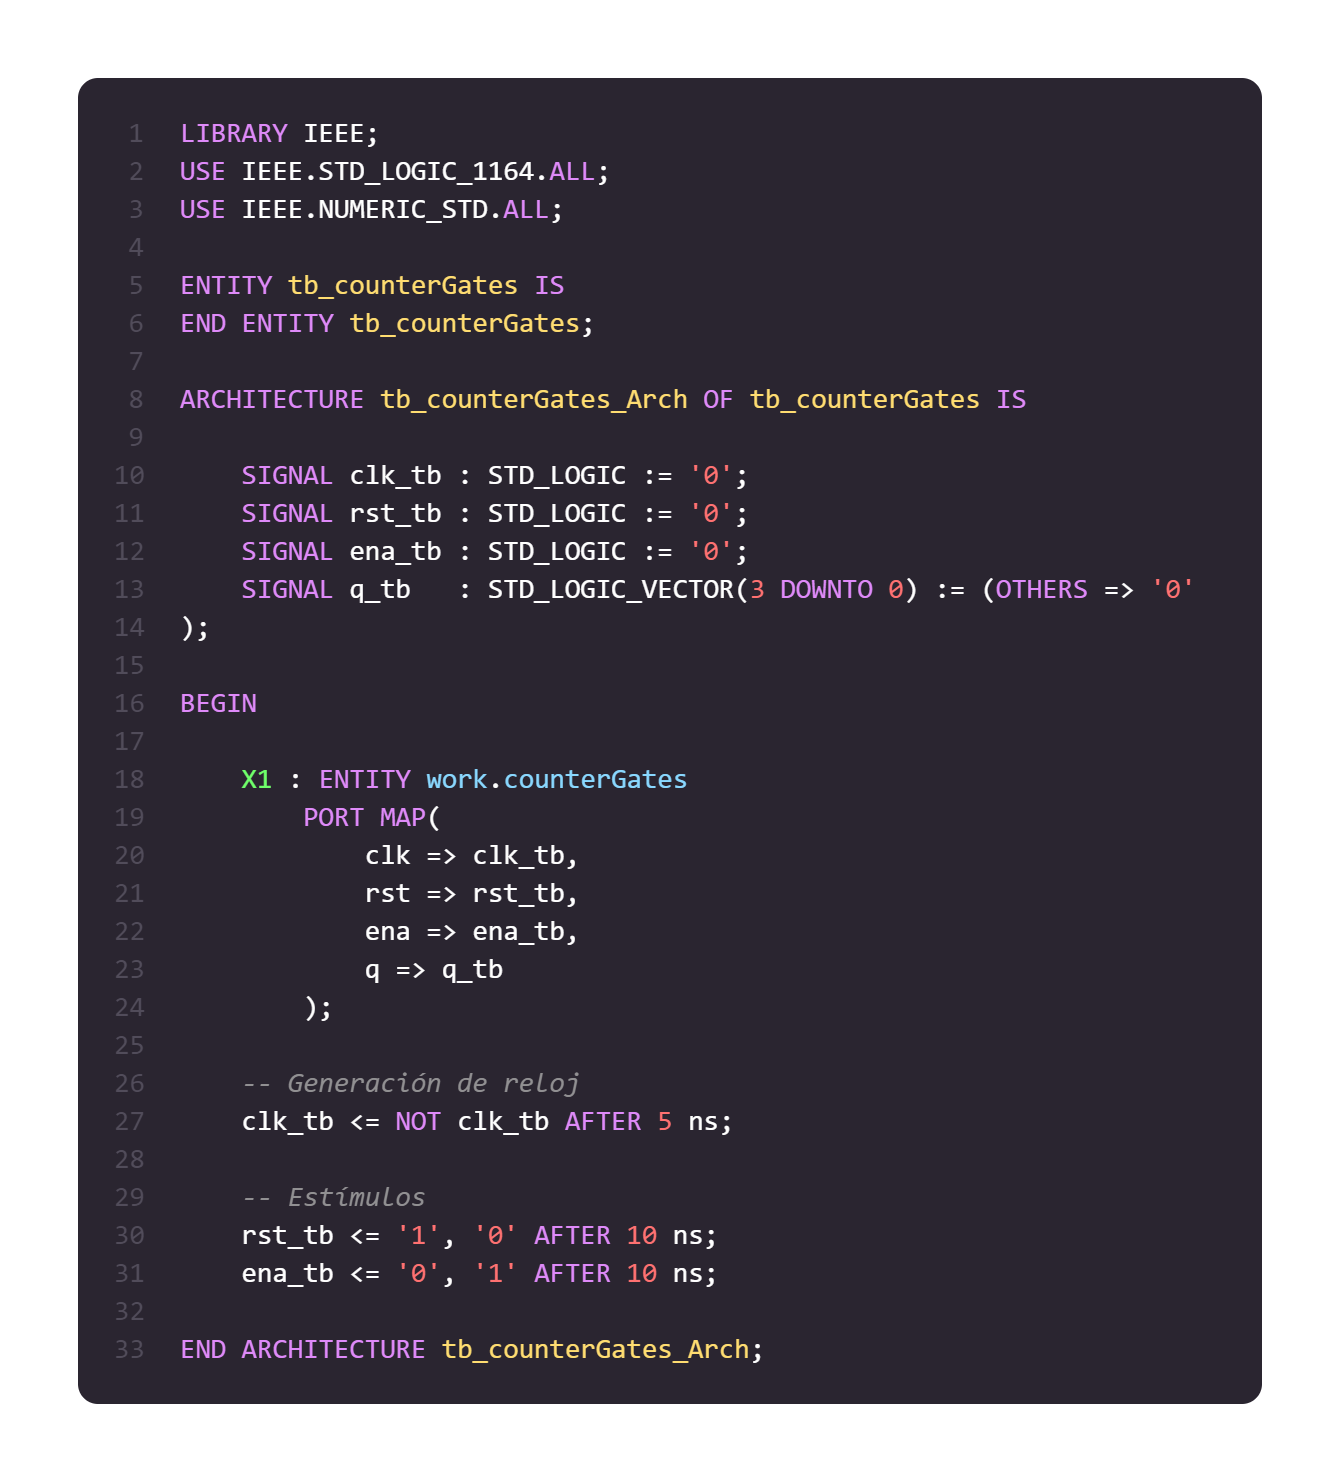 1 LIBRARY IEEE;
2 USE IEEE.STD_LOGIC_1164.ALL;
3 USE IEEE.NUMERIC_STD.ALL;
4
5 ENTITY tb_counterGates IS
6 END ENTITY tb_counterGates;
7
8 ARCHITECTURE tb_counterGates_Arch OF tb_counterGates IS
9
10     SIGNAL clk_tb : STD_LOGIC := '0';
11     SIGNAL rst_tb : STD_LOGIC := '0';
12     SIGNAL ena_tb : STD_LOGIC := '0';
13     SIGNAL q_tb   : STD_LOGIC_VECTOR(3 DOWNTO 0) := (OTHERS => '0'
14 );
15
16 BEGIN
17
18     X1 : ENTITY work.counterGates
19         PORT MAP(
20             clk => clk_tb,
21             rst => rst_tb,
22             ena => ena_tb,
23             q => q_tb
24         );
25
26     -- Generación de reloj
27     clk_tb <= NOT clk_tb AFTER 5 ns;
28
29     -- Estímulos
30     rst_tb <= '1', '0' AFTER 10 ns;
31     ena_tb <= '0', '1' AFTER 10 ns;
32
33 END ARCHITECTURE tb_counterGates_Arch;